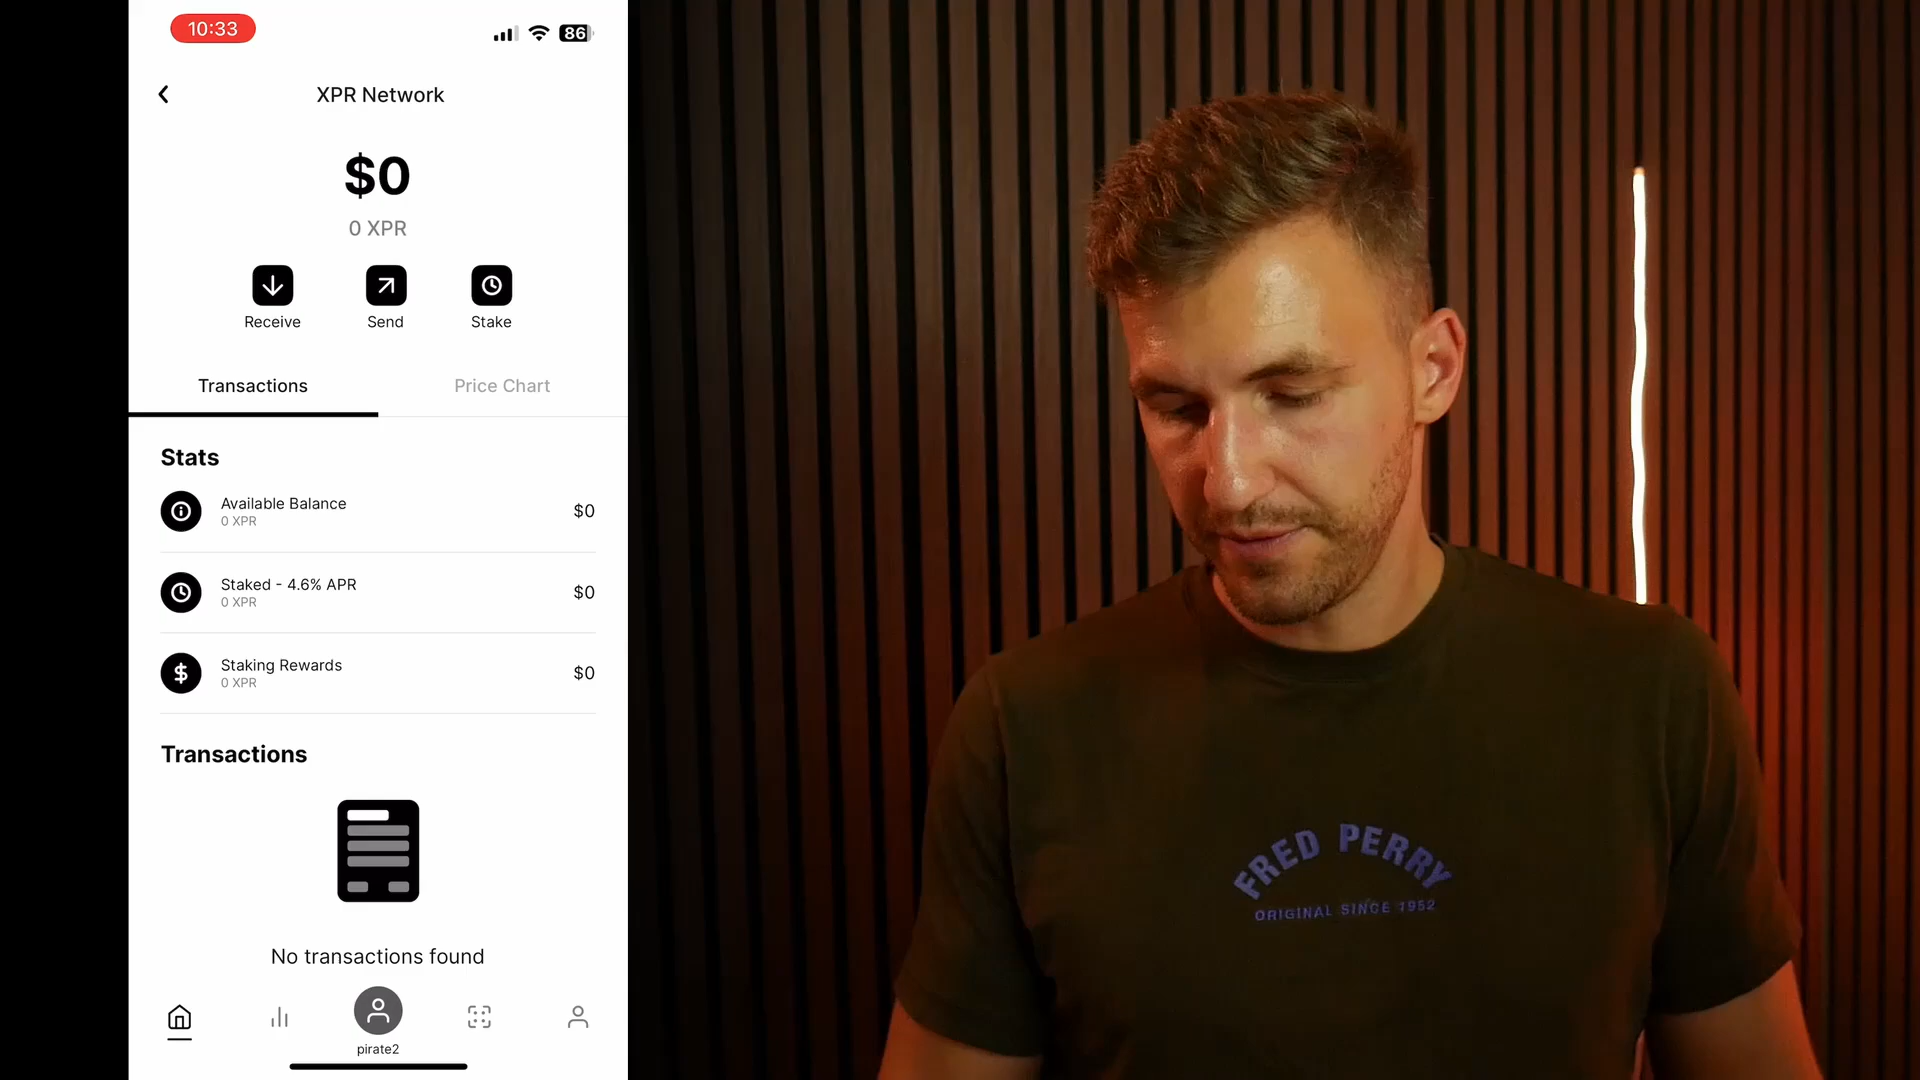 10:33
86
XPR Network
$0
0 XPR
Receive
Send
Stake
Transactions
Price Chart
Stats
Available Balance
0 XPR
$0
Staked - 4.6% APR
0 XPR
$0
Staking Rewards
0 XPR
$0
Transactions
No transactions found
pirate2
FRED PERRY
ORIGINAL SINCE 1952